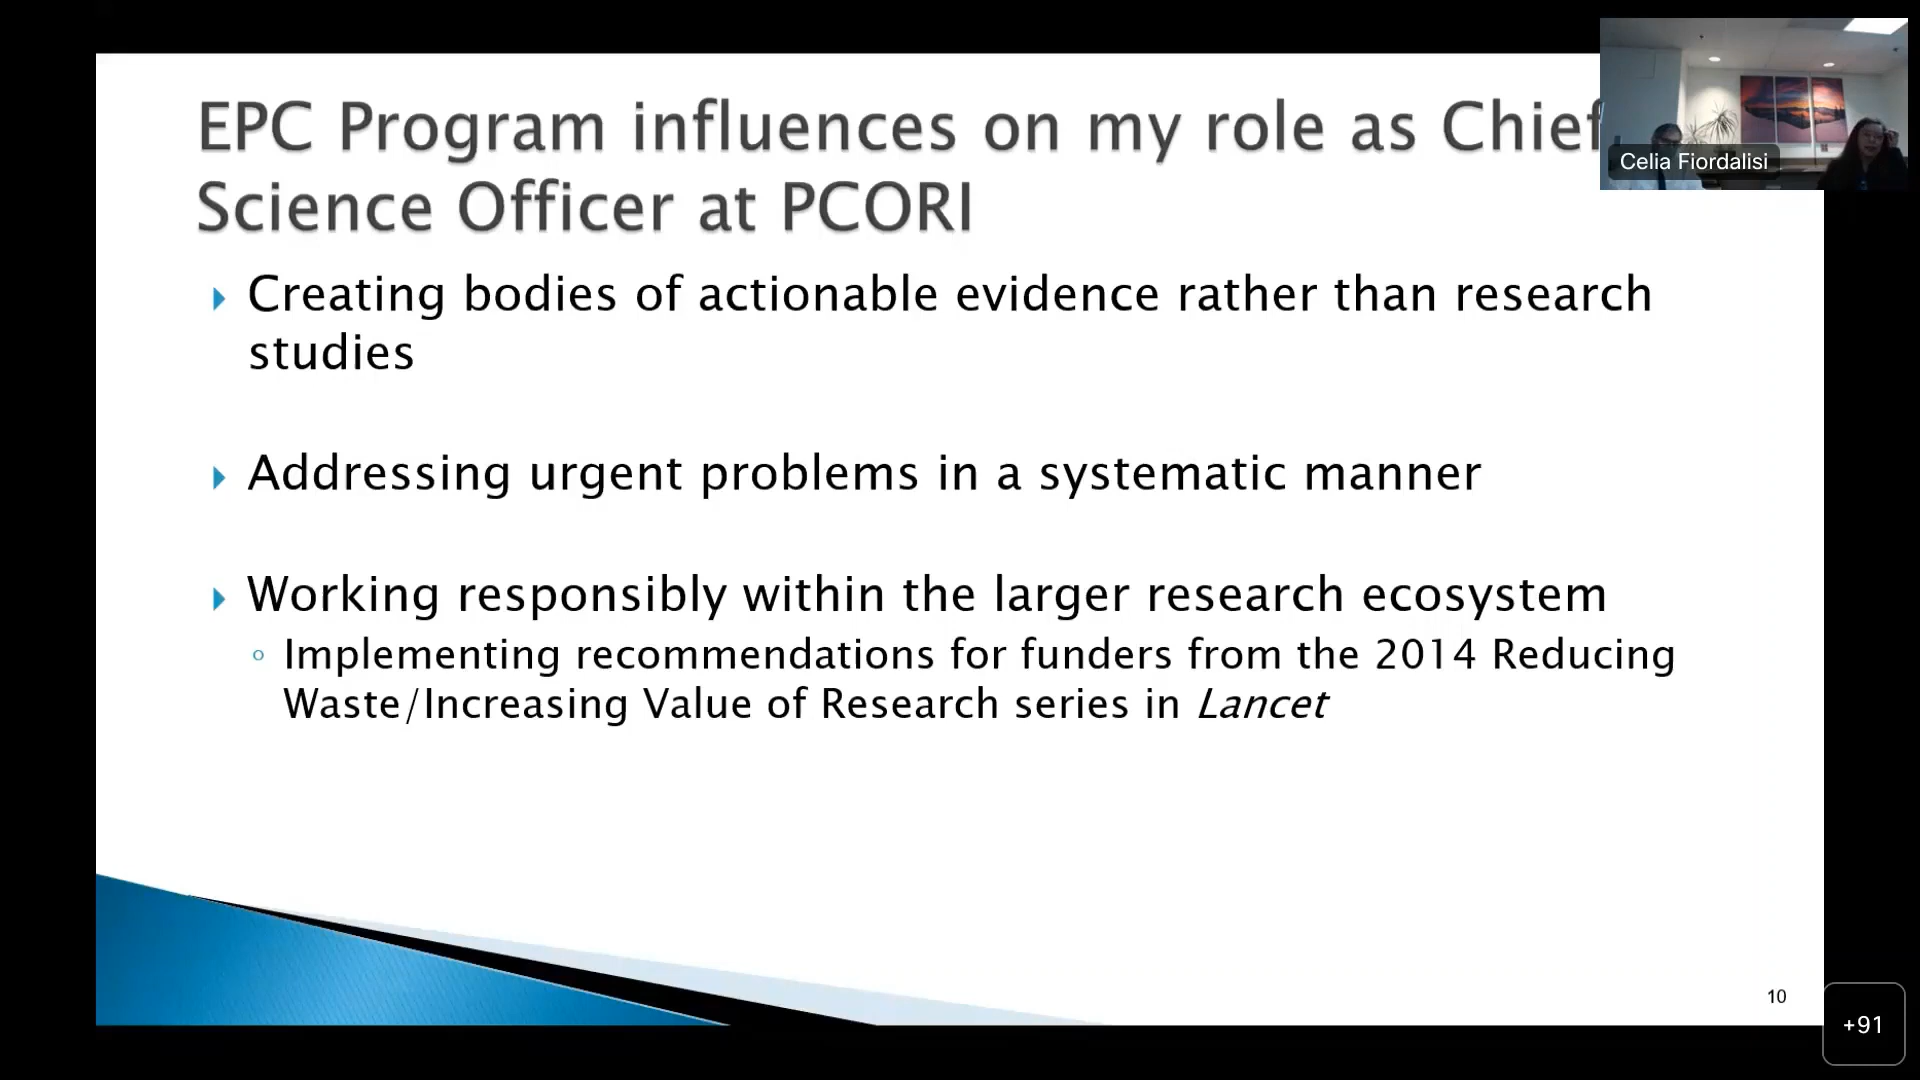 EPC Program influences on my role as Chief
Science Officer at PCORI
Celia Fiordalisi
Creating bodies of actionable evidence rather than research
studies
Addressing urgent problems in a systematic manner
Working responsibly within the larger research ecosystem
Implementing recommendations for funders from the 2014 Reducing
Waste/Increasing Value of Research series in Lancet
10
+91